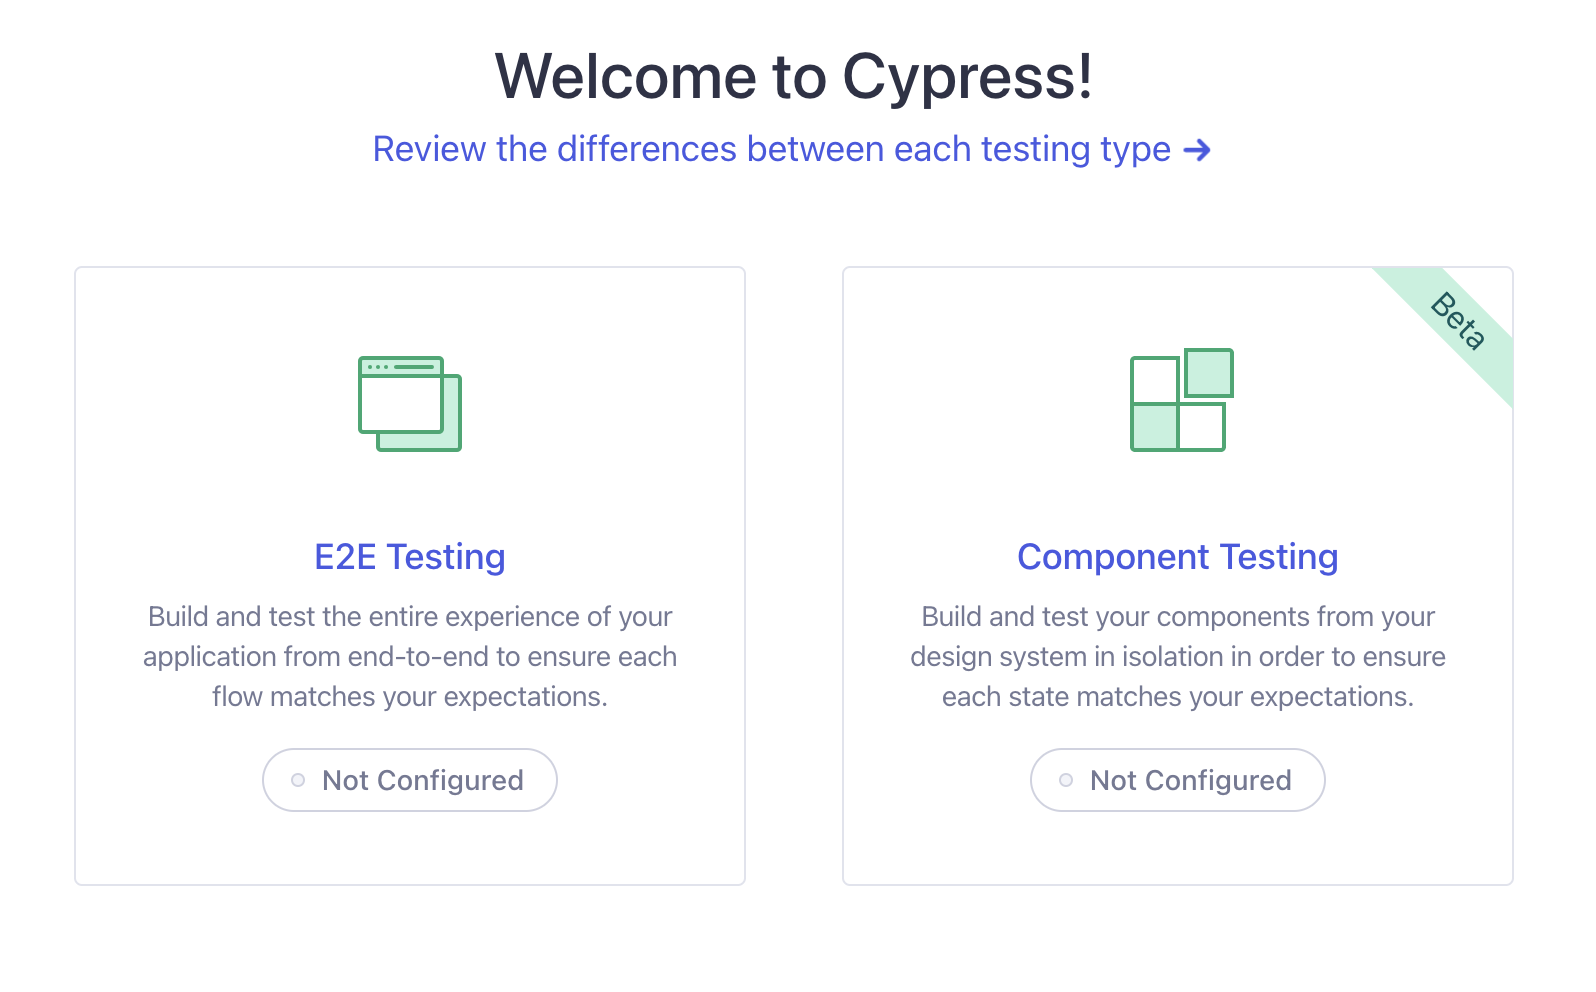 Welcome to Cypress!
Review the differences between each testing type →
E2E Testing
Build and test the entire experience of your
application from end-to-end to ensure each
flow matches your expectations.
Not Configured
Beta
Component Testing
Build and test your components from your
design system in isolation in order to ensure
each state matches your expectations.
Not Configured